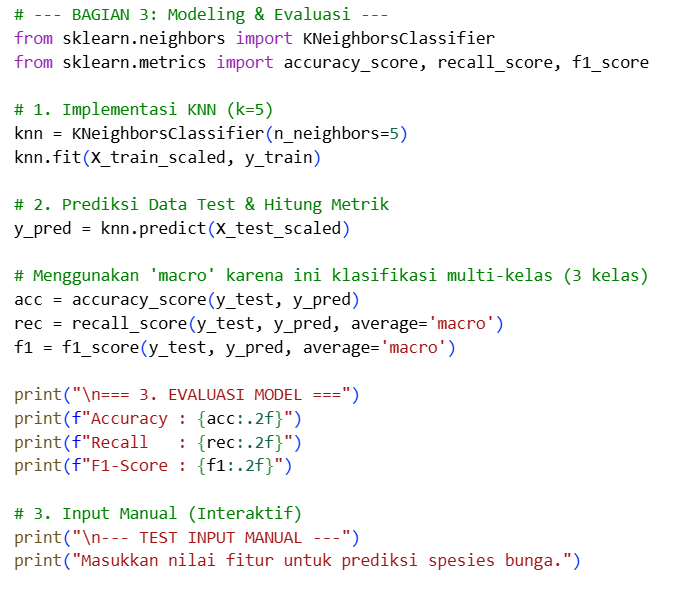 # --- BAGIAN 3: Modeling & Evaluasi ---
from sklearn.neighbors import KNeighborsClassifier
from sklearn.metrics import accuracy_score, recall_score, f1_score
# 1. Implementasi KNN (k=5)
knn = KNeighborsClassifier(n_neighbors=5)
knn.fit(X_train_scaled, y_train)
# 2. Prediksi Data Test & Hitung Metrik
y_pred = knn.predict(X_test_scaled)
# Menggunakan 'macro' karena ini klasifikasi multi-kelas (3 kelas)
acc = accuracy_score(y_test, y_pred)
rec = recall_score(y_test, y_pred, average='macro')
f1 = f1_score(y_test, y_pred, average='macro')
print("\n=== 3. EVALUASI MODEL ===")
print(f"Accuracy : {acc:.2f}")
print(f"Recall   : {rec:.2f}")
print(f"F1-Score : {f1:.2f}")
# 3. Input Manual (Interaktif)
print("\n--- TEST INPUT MANUAL ---")
print("Masukkan nilai fitur untuk prediksi spesies bunga.")